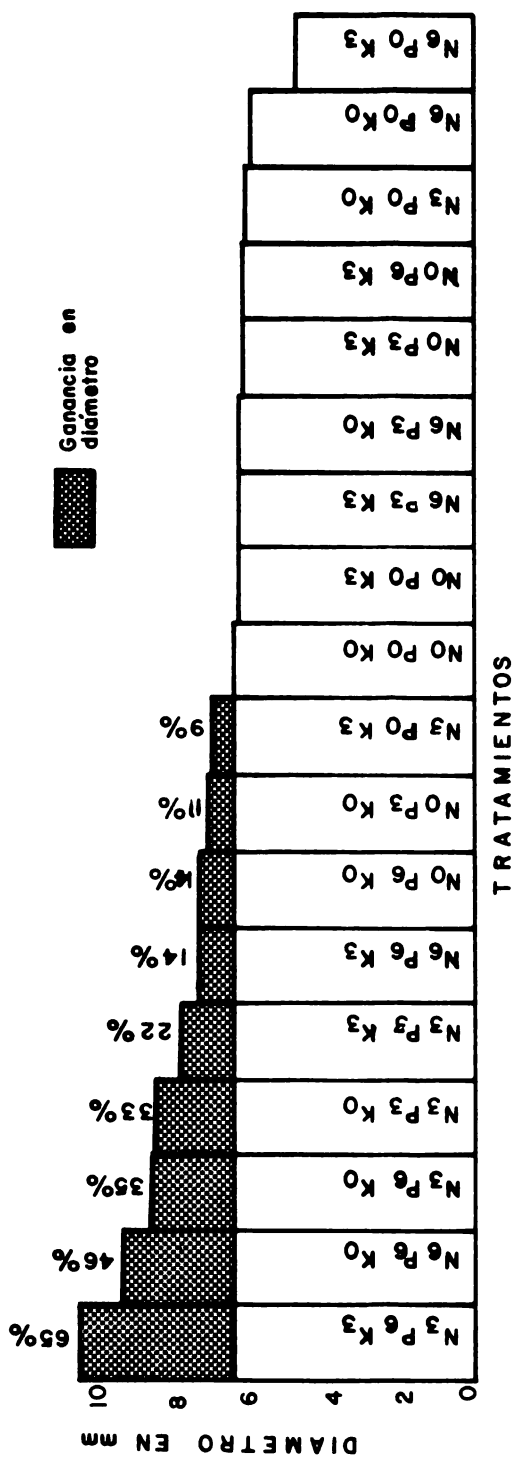 Ganancia en
diámetro
65%
46%
35%
33%
22%
14%
11%
9%
DIAMETRO EN mm
10
8
6
4
2
0
N3 P6 K3
N6 P6 K0
N3 P6 K0
N3 P3 K0
N3 P3 K3
N6 P6 K3
N0 P6 K0
N0 P3 K0
N3 P0 K3
N0 P0 K0
N0 P0 K3
N6 P3 K3
N6 P3 K0
N0 P3 K3
N0 P6 K3
N3 P0 K0
N6 P0 K0
N6 P0 K3
TRATAMIENTOS